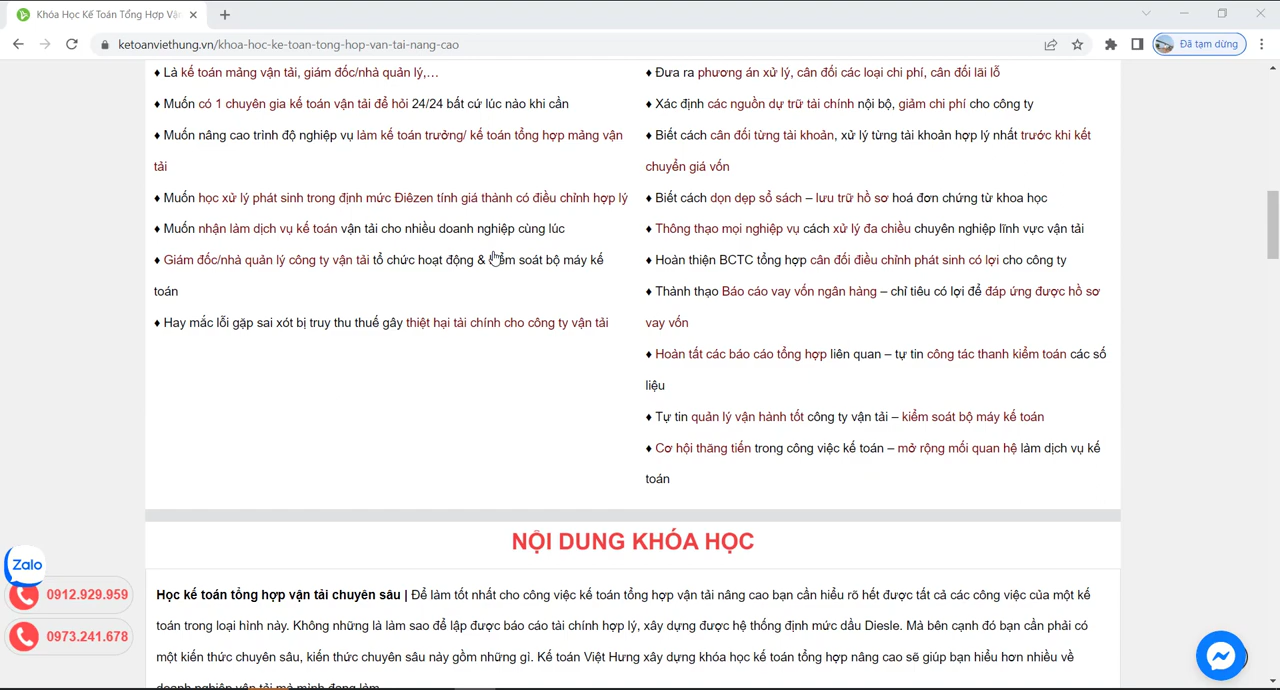 Khóa Học Kế Toán Tổng Hợp Vận
ketoanviethung.vn/khoa-hoc-ke-toan-tong-hop-van-tai-nang-cao
Đã tạm dừng
♦ Là kế toán mảng vận tải, giám đốc/nhà quản lý,…
♦ Muốn có 1 chuyên gia kế toán vận tải để hỏi 24/24 bất cứ lúc nào khi cần
♦ Muốn nâng cao trình độ nghiệp vụ làm kế toán trưởng/ kế toán tổng hợp mảng vận
tải
♦ Muốn học xử lý phát sinh trong định mức Điêzen tính giá thành có điều chỉnh hợp lý
♦ Muốn nhận làm dịch vụ kế toán vận tải cho nhiều doanh nghiệp cùng lúc
♦ Giám đốc/nhà quản lý công ty vận tải tổ chức hoạt động & kiểm soát bộ máy kế
toán
♦ Hay mắc lỗi gặp sai xót bị truy thu thuế gây thiệt hại tài chính cho công ty vận tải
♦ Đưa ra phương án xử lý, cân đối các loại chi phí, cân đối lãi lỗ
♦ Xác định các nguồn dự trữ tài chính nội bộ, giảm chi phí cho công ty
♦ Biết cách cân đối từng tài khoản, xử lý từng tài khoản hợp lý nhất trước khi kết
chuyển giá vốn
♦ Biết cách dọn dẹp sổ sách – lưu trữ hồ sơ hoá đơn chứng từ khoa học
♦ Thông thạo mọi nghiệp vụ cách xử lý đa chiều chuyên nghiệp lĩnh vực vận tải
♦ Hoàn thiện BCTC tổng hợp cân đối điều chỉnh phát sinh có lợi cho công ty
♦ Thành thạo Báo cáo vay vốn ngân hàng – chỉ tiêu có lợi để đáp ứng được hồ sơ
vay vốn
♦ Hoàn tất các báo cáo tổng hợp liên quan – tự tin công tác thanh kiểm toán các số
liệu
♦ Tự tin quản lý vận hành tốt công ty vận tải – kiểm soát bộ máy kế toán
♦ Cơ hội thăng tiến trong công việc kế toán – mở rộng mối quan hệ làm dịch vụ kế
toán
NỘI DUNG KHÓA HỌC
Học kế toán tổng hợp vận tải chuyên sâu | Để làm tốt nhất cho công việc kế toán tổng hợp vận tải nâng cao bạn cần hiểu rõ hết được tất cả các công việc của một kế
toán trong loại hình này. Không những là làm sao để lập được báo cáo tài chính hợp lý, xây dựng được hệ thống định mức dầu Diesle. Mà bên cạnh đó bạn cần phải có
một kiến thức chuyên sâu, kiến thức chuyên sâu này gồm những gì. Kế toán Việt Hưng xây dựng khóa học kế toán tổng hợp nâng cao sẽ giúp bạn hiểu hơn nhiều về
doanh nghiệp vận tải mà mình đang làm
Zalo
0912.929.959
0973.241.678